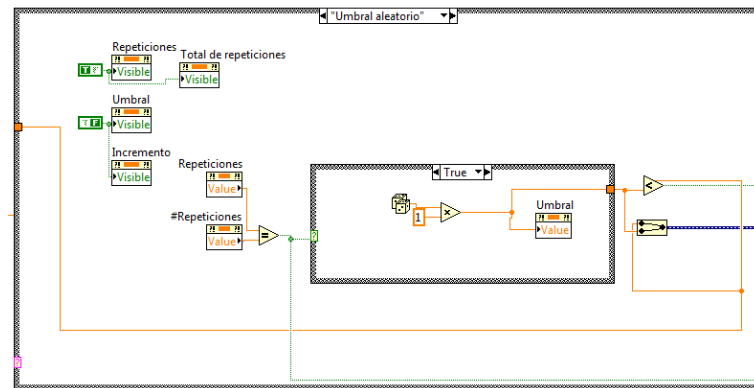 "Umbral aleatorio"
Repeticiones
Visible
Total de repeticiones
Visible
T
Umbral
Visible
F
Incremento
Visible
Repeticiones
Value
#Repeticiones
Value
=
?
True
1
×
Umbral
Value
<
?